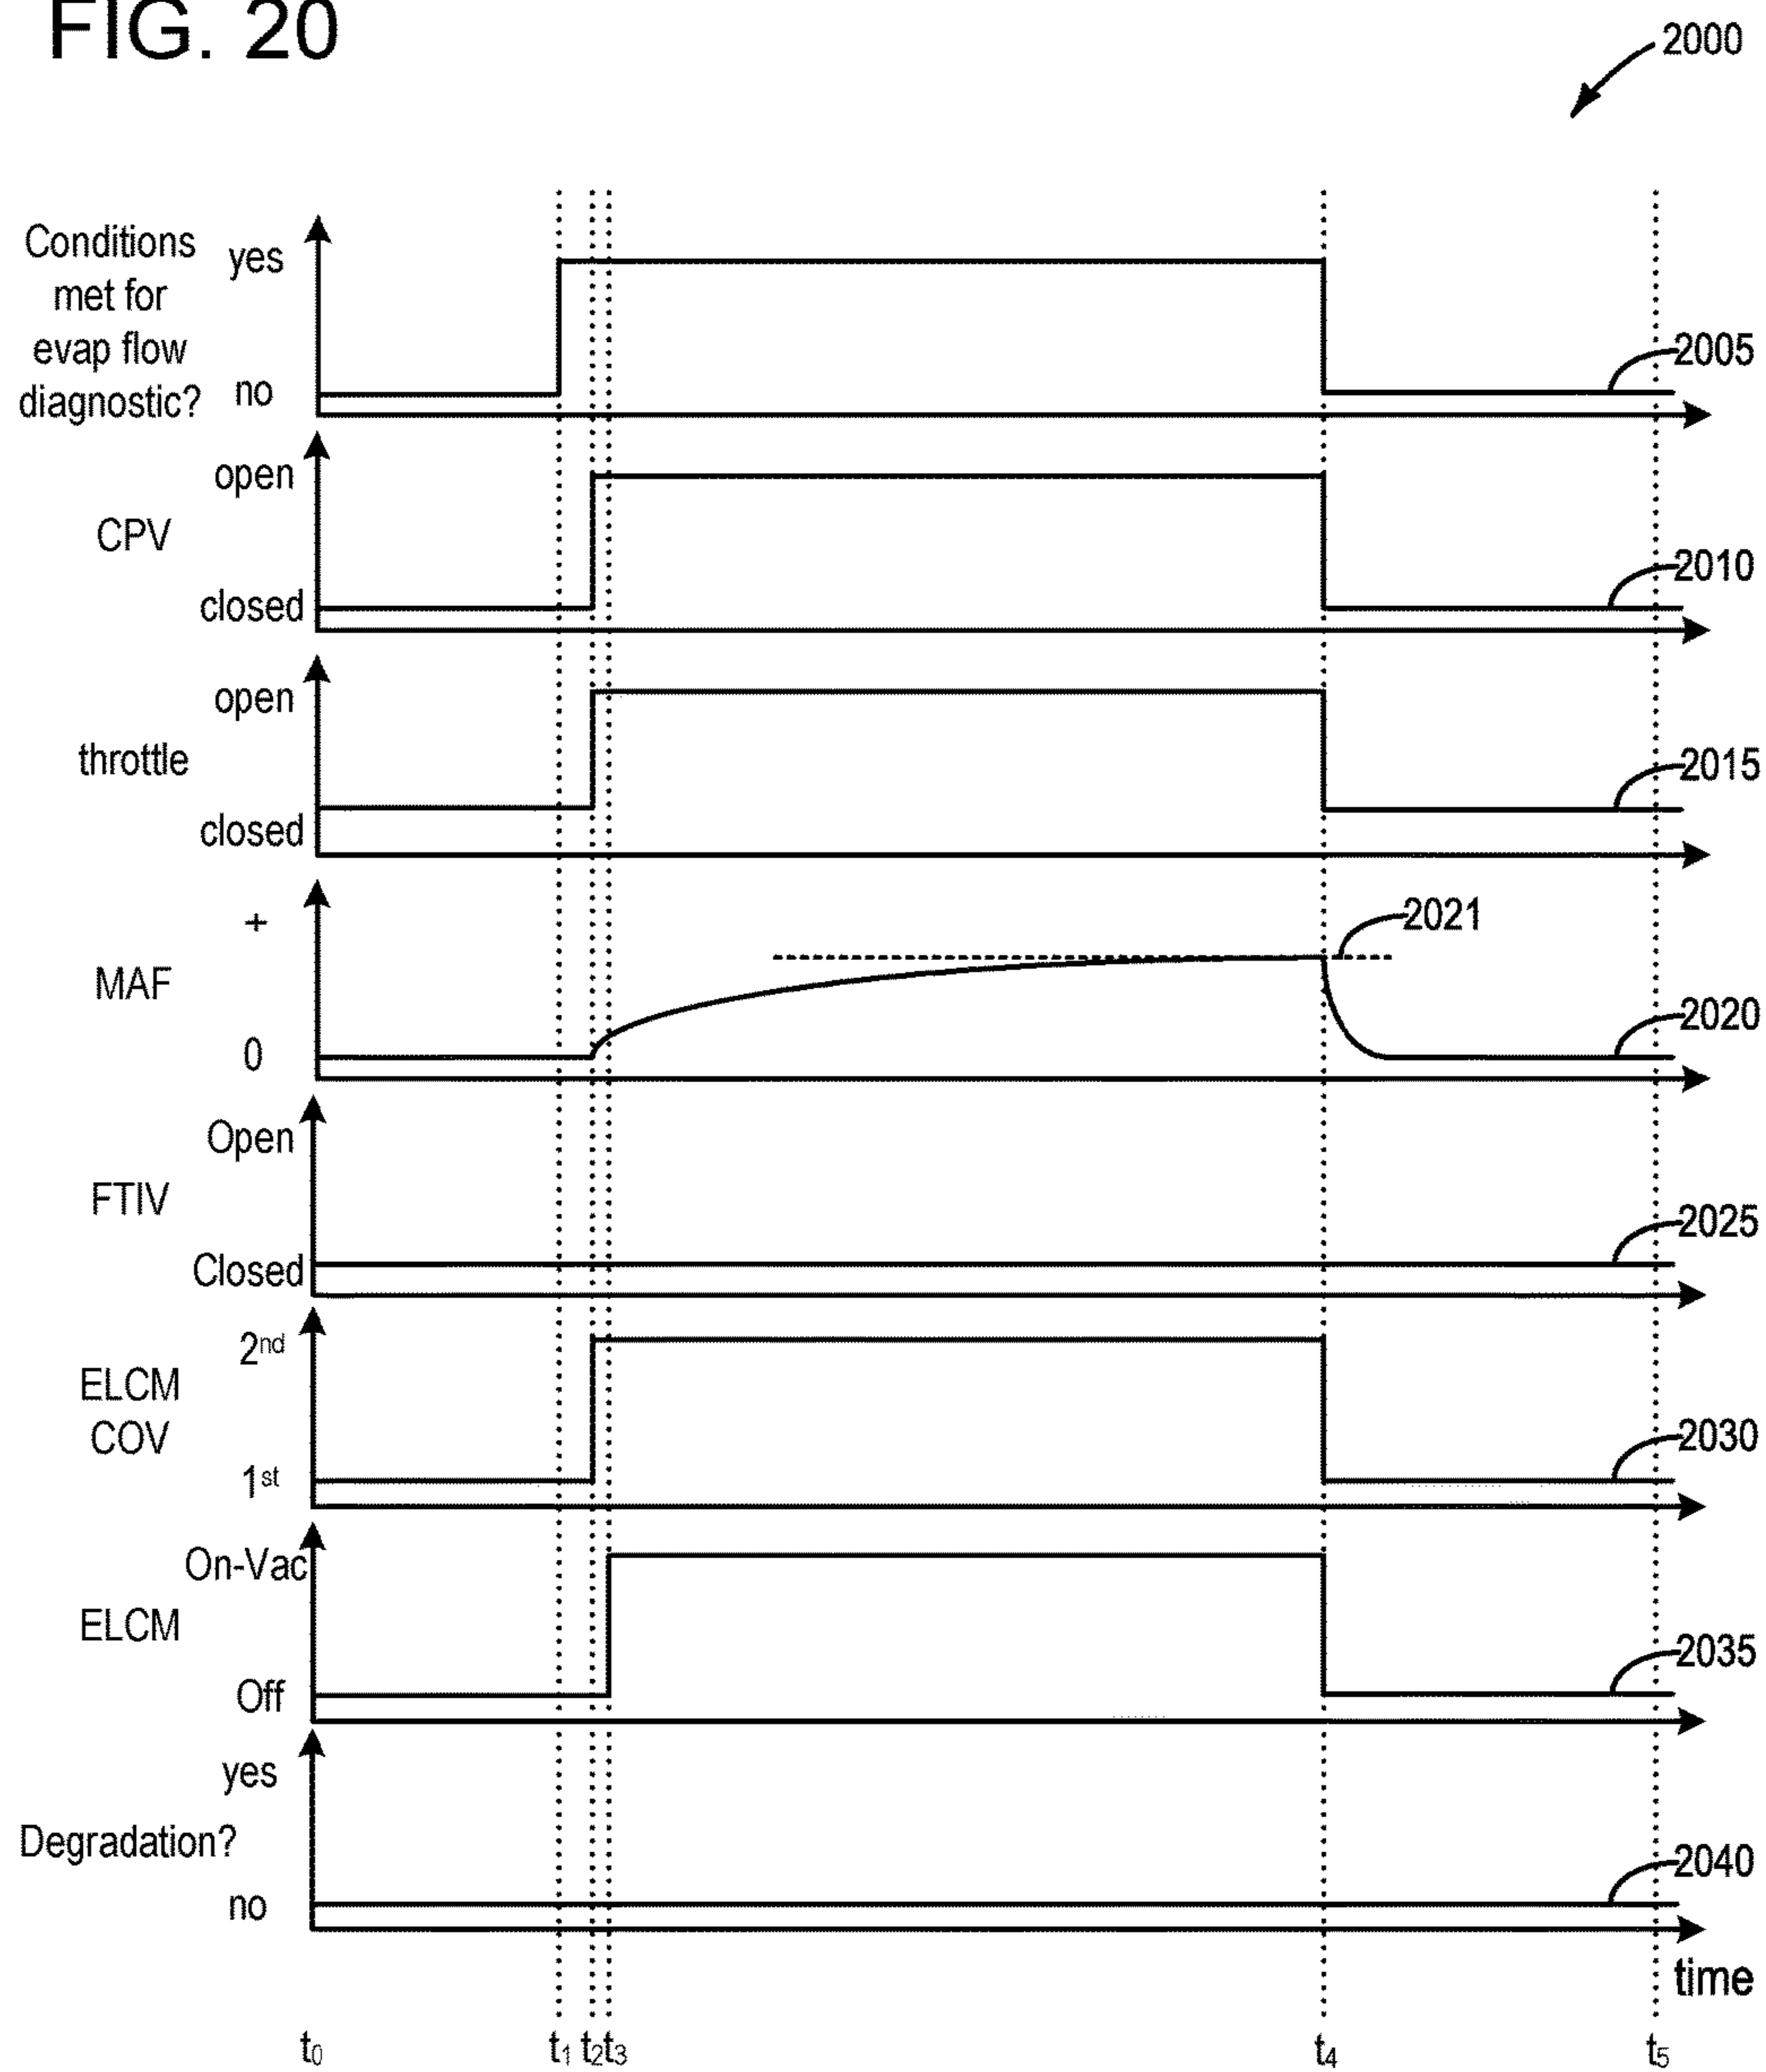 FIG. 20
2000
Conditions
met for
evap flow
diagnostic?
yes
no
2005
CPV
open
closed
2010
throttle
open
closed
2015
MAF
+
0
2021
2020
FTIV
Open
Closed
2025
ELCM
COV
2nd
1st
2030
ELCM
On-Vac
Off
2035
Degradation?
yes
no
2040
time
t0 t1 t2 t3 t4 t5